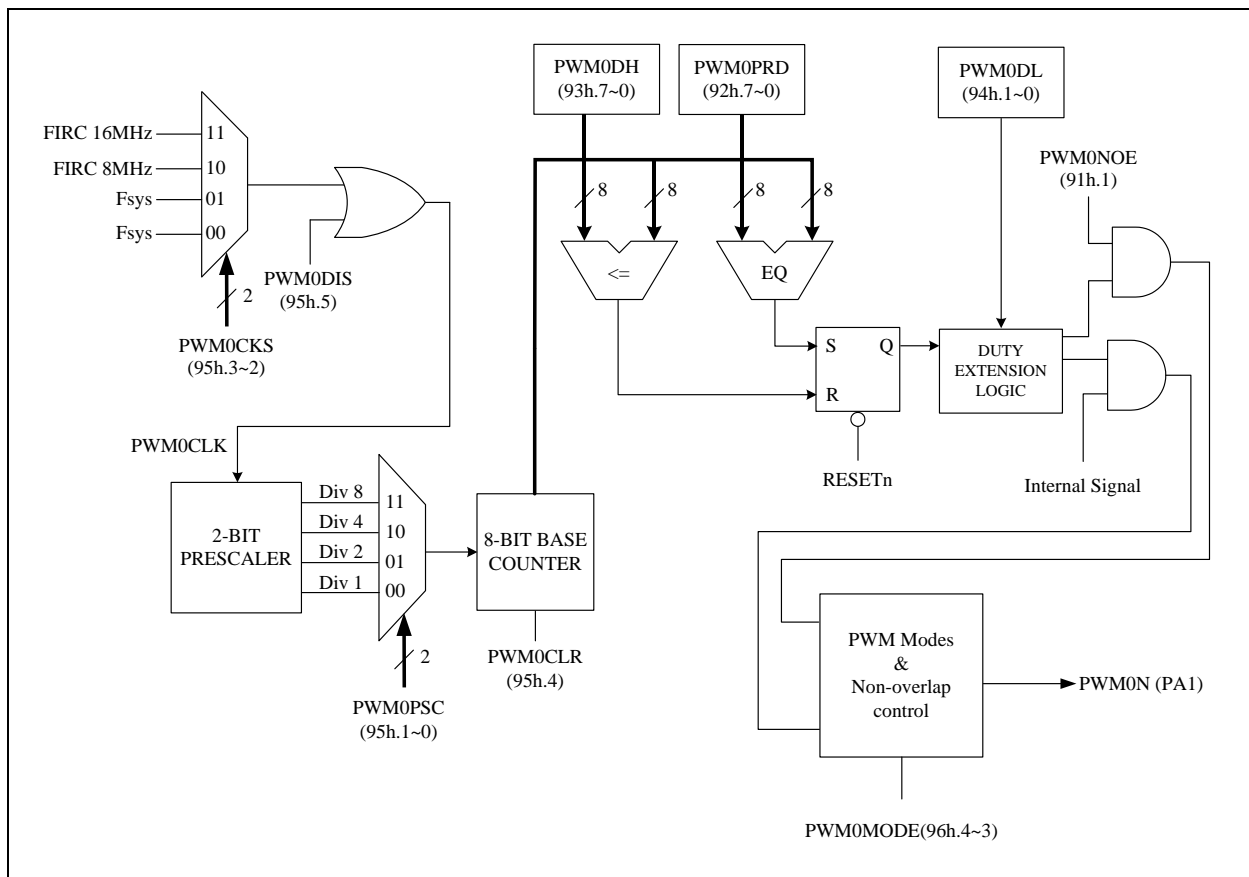 PWM0DH
(93h.7~0)
PWM0PRD
(92h.7~0)
PWM0DL
(94h.1~0)
FIRC 16MHz
11
FIRC 8MHz
10
Fsys
01
Fsys
00
PWM0DIS
(95h.5)
2
PWM0CKS
(95h.3~2)
8
8
8
8
<=
EQ
PWM0NOE
(91h.1)
S
Q
R
RESETn
DUTY
EXTENSION
LOGIC
Internal Signal
PWM0CLK
2-BIT
PRESCALER
Div 8
Div 4
Div 2
Div 1
11
10
01
00
2
PWM0PSC
(95h.1~0)
8-BIT BASE
COUNTER
PWM0CLR
(95h.4)
PWM Modes
&
Non-overlap
control
PWM0N (PA1)
PWM0MODE(96h.4~3)